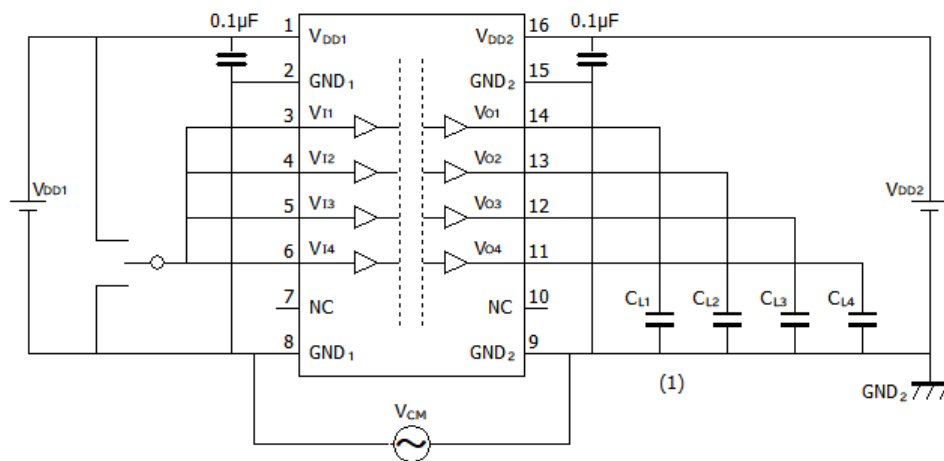 0.1µF 1 16 0.1µF
VDD1 VDD2
2 15
GND1 GND2
3 VI1 VO1 14
4 VI2 VO2 13
VDD1 VDD2
5 VI3 VO3 12
6 VI4 VO4 11
7 NC NC 10
CL1 CL2 CL3 CL4
8 GND1 GND2 9
(1) GND2
VCM